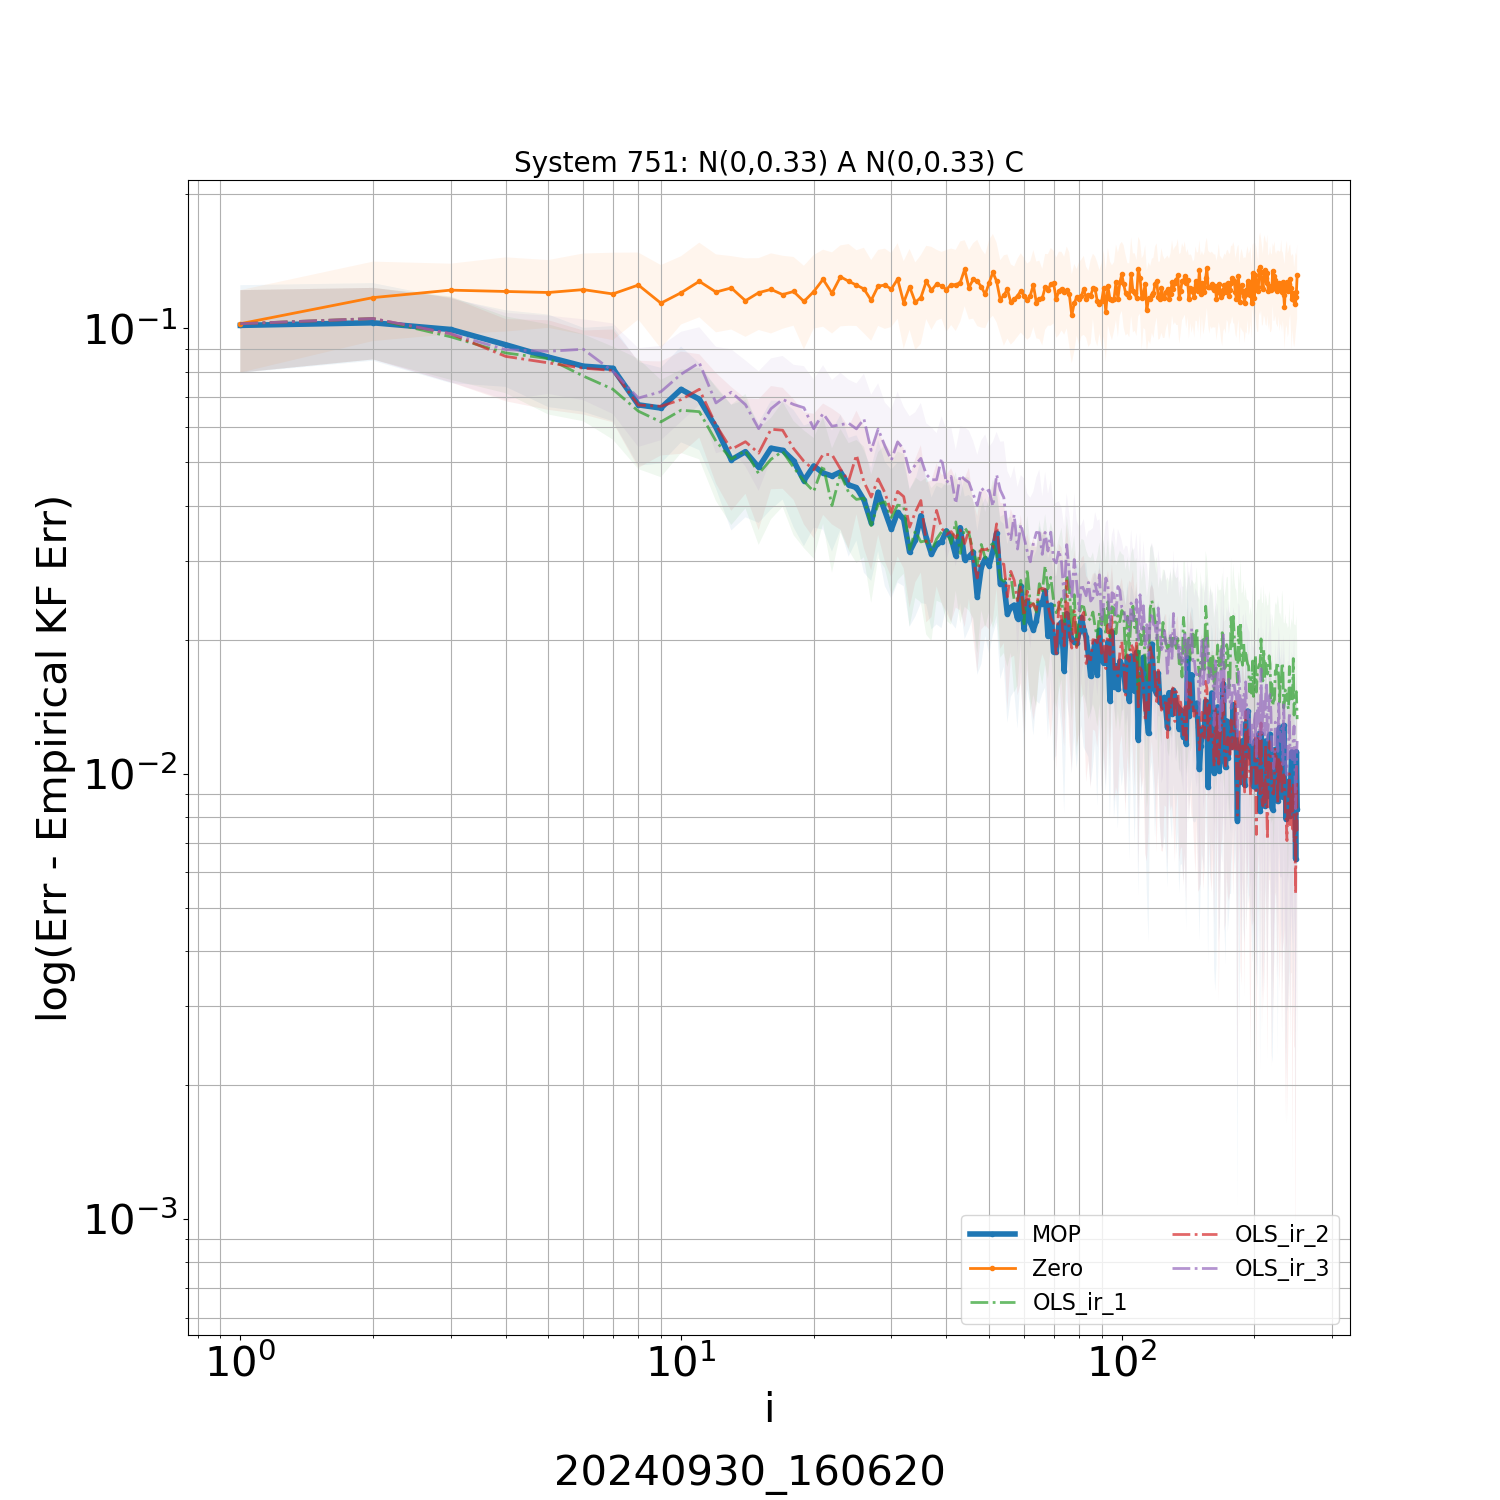 System 751: N(0,0.33) A N(0,0.33) C
log(Err - Empirical KF Err)
10⁻¹
10⁻²
10⁻³
MOP
Zero
OLS_ir_1
OLS_ir_2
OLS_ir_3
10⁰
10¹
10²
i
20240930_160620